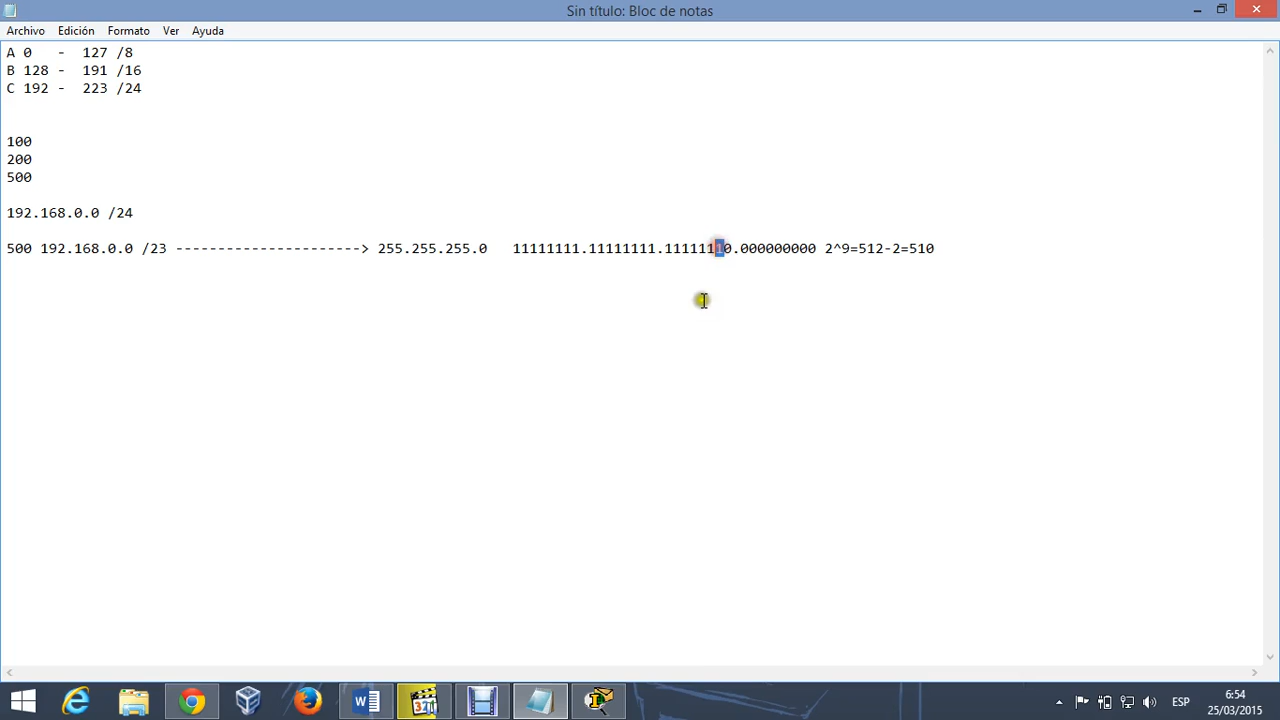 Sin título: Bloc de notas
Archivo Edición Formato Ver Ayuda
A 0   -  127 /8
B 128 -  191 /16
C 192 -  223 /24
100
200
500
192.168.0.0 /24
500 192.168.0.0 /23 ----------------------> 255.255.255.0   11111111.11111111.11111110.000000000 2^9=512-2=510
321
ESP
6:54
25/03/2015